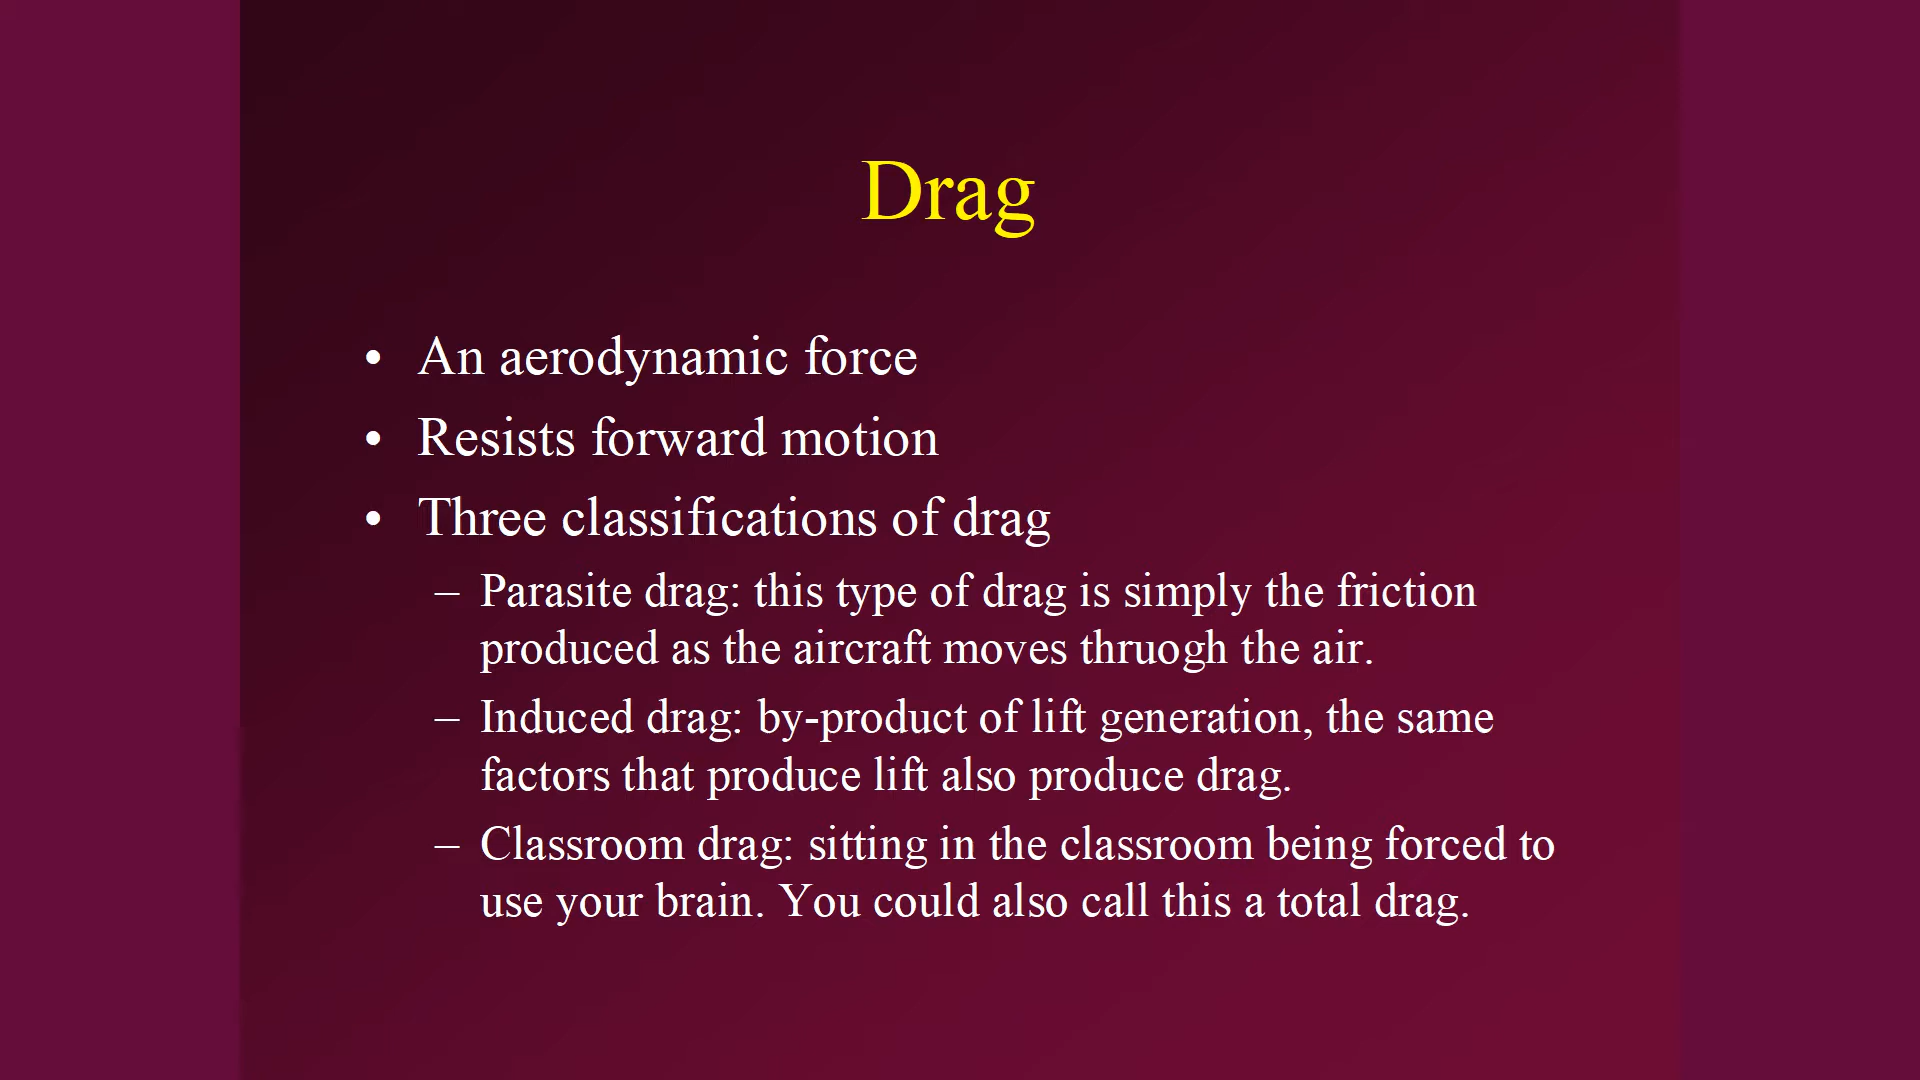 Drag
• An aerodynamic force
• Resists forward motion
• Three classifications of drag
– Parasite drag: this type of drag is simply the friction
produced as the aircraft moves thruogh the air.
– Induced drag: by-product of lift generation, the same
factors that produce lift also produce drag.
– Classroom drag: sitting in the classroom being forced to
use your brain. You could also call this a total drag.